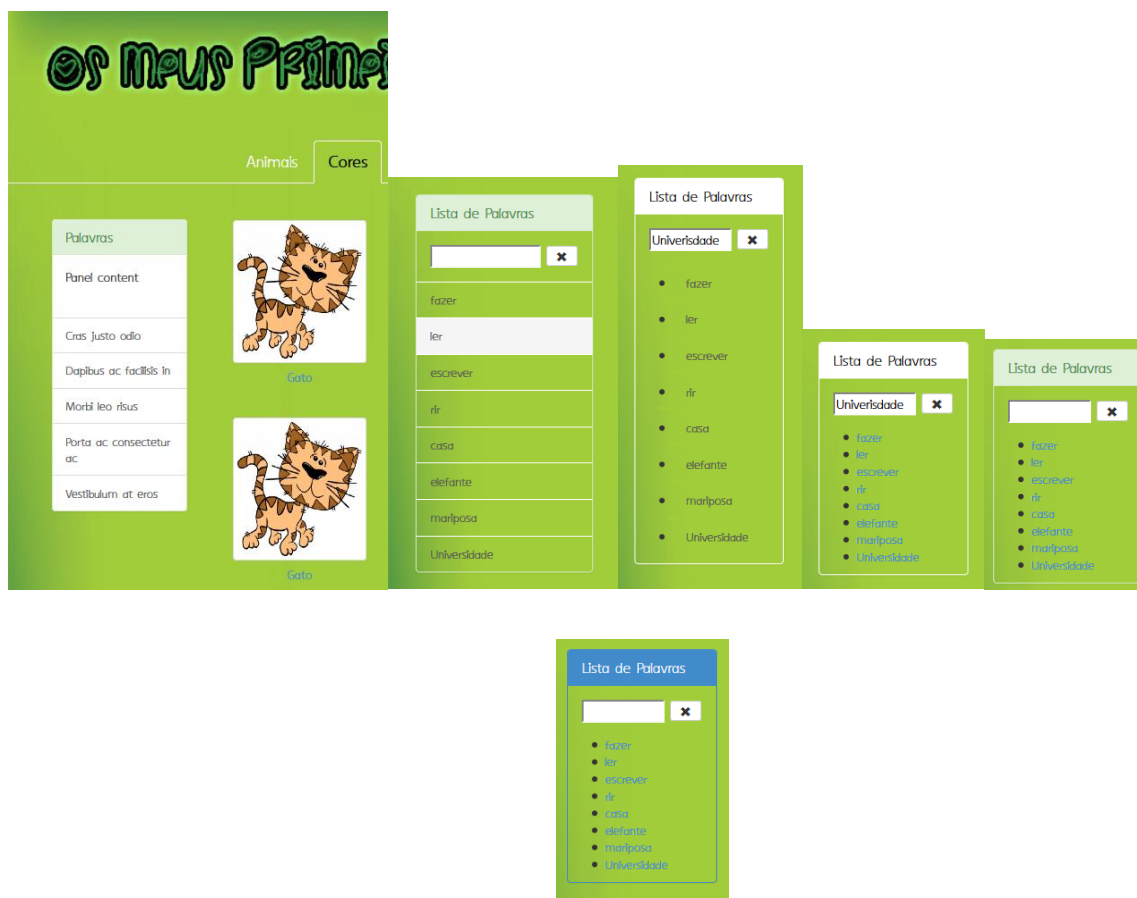 os meus Primei
Animais
Cores
Palavras
Panel content
Cras justo odio
Dapibus ac facilisis in
Morbi leo risus
Porta ac consectetur
ac
Vestibulum at eros
Gato
Gato
Lista de Palavras
✖
fazer
ler
escrever
rir
casa
elefante
mariposa
Universidade
Lista de Palavras
Univerisdade ✖
fazer
ler
escrever
rir
casa
elefante
mariposa
Universidade
Lista de Palavras
Univerisdade ✖
fazer
ler
escrever
rir
casa
elefante
mariposa
Universidade
Lista de Palavras
✖
fazer
ler
escrever
rir
casa
elefante
mariposa
Universidade
Lista de Palavras
✖
fazer
ler
escrever
rir
casa
elefante
mariposa
Universidade